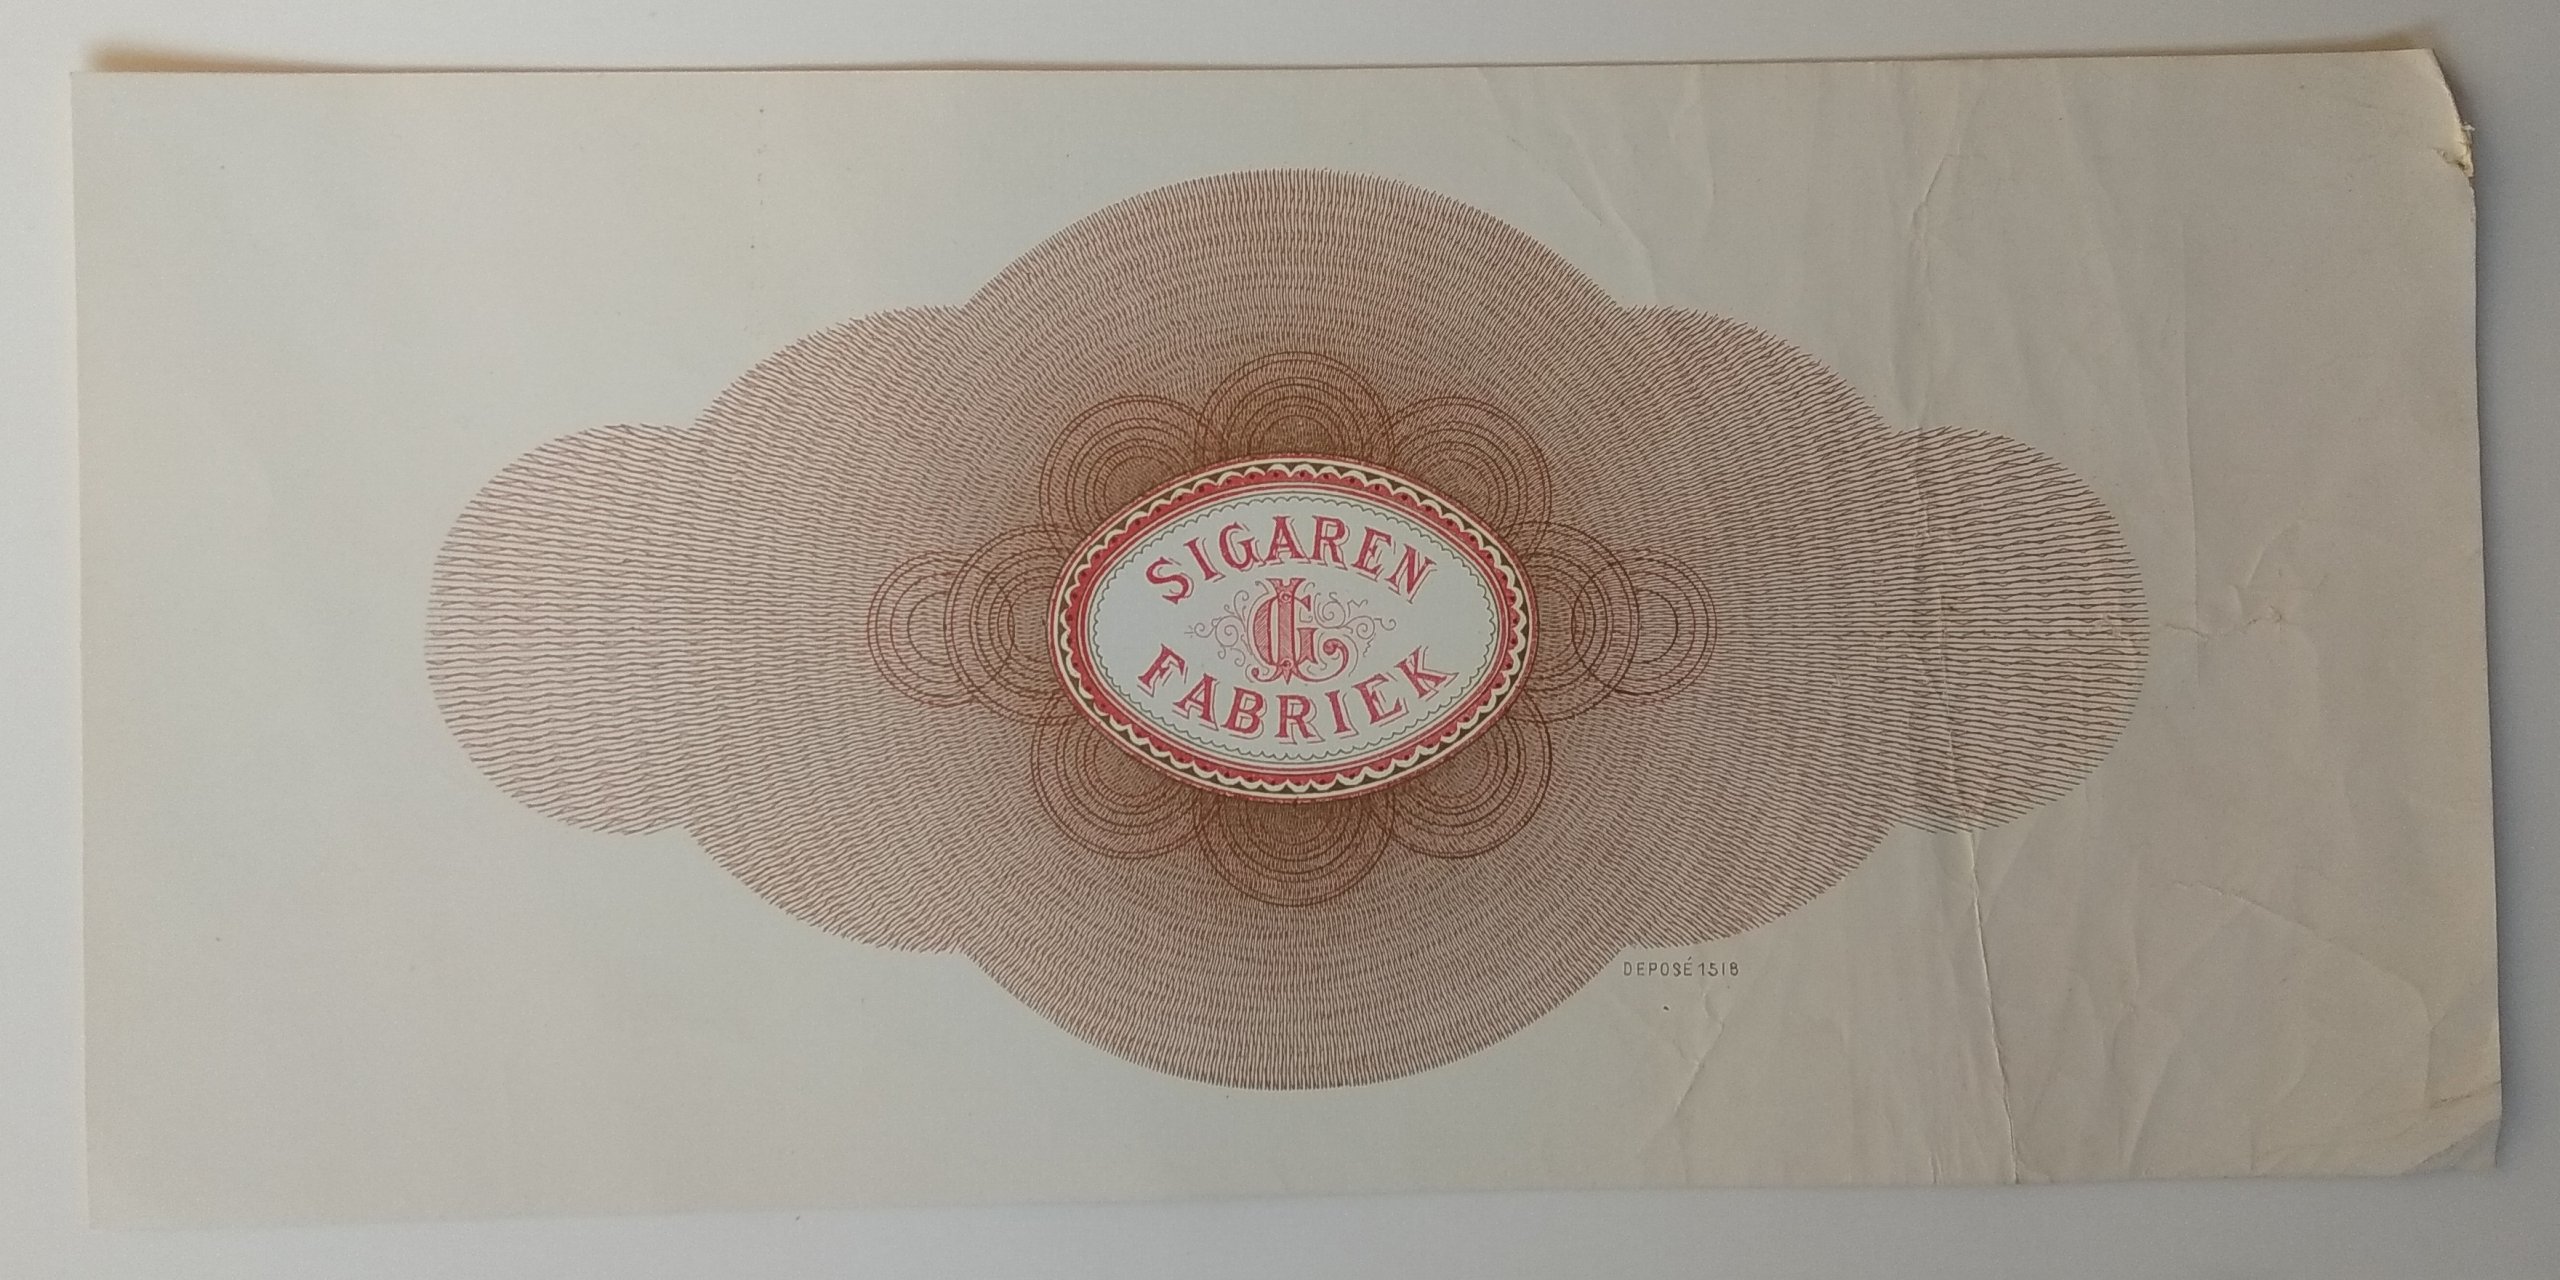 SIGAREN
FABRIEK
DEPOSÉ 1518